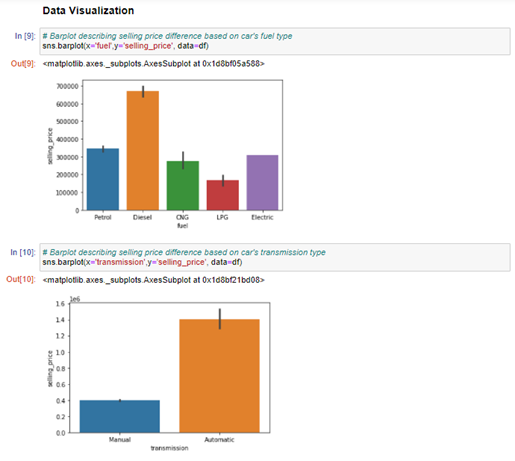 Data Visualization
In [9]: # Barplot describing selling price difference based on car's fuel type
sns.barplot(x='fuel',y='selling_price', data=df)
Out[9]: <matplotlib.axes._subplots.AxesSubplot at 0x1d8bf05a588>
700000
600000
500000
400000
300000
200000
100000
0
selling_price
Petrol Diesel CNG LPG Electric
fuel
In [10]: # Barplot describing selling price difference based on car's transmission type
sns.barplot(x='transmission',y='selling_price', data=df)
Out[10]: <matplotlib.axes._subplots.AxesSubplot at 0x1d8bf21bd08>
1e6
1.6
1.4
1.2
1.0
0.8
0.6
0.4
0.2
0.0
selling_price
Manual Automatic
transmission